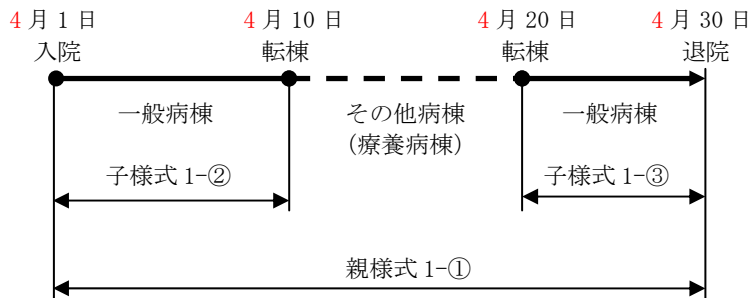 4月1日 4月10日 4月20日 4月30日
入院 転棟 転棟 退院
一般病棟 その他病棟 一般病棟
(療養病棟)
子様式 1-② 子様式 1-③
親様式 1-①